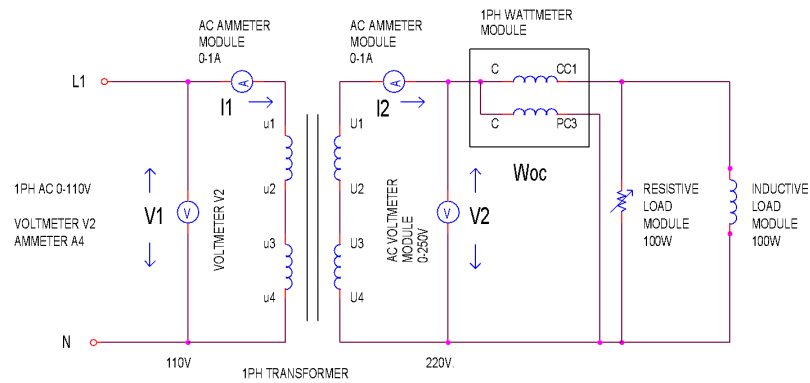 AC AMMETER
MODULE
0-1A
AC AMMETER
MODULE
0-1A
1PH WATTMETER
MODULE
L1
A
I1
A
I2
C
CC1
C
PC3
Woc
u1
U1
u2
U2
u3
U3
u4
U4
1PH AC 0-110V
VOLTMETER V2
AMMETER A4
V1
V
VOLTMETER V2
AC VOLTMETER
MODULE
0-250V
V
V2
RESISTIVE
LOAD
MODULE
100W
INDUCTIVE
LOAD
MODULE
100W
N
110V
1PH TRANSFORMER
220V.